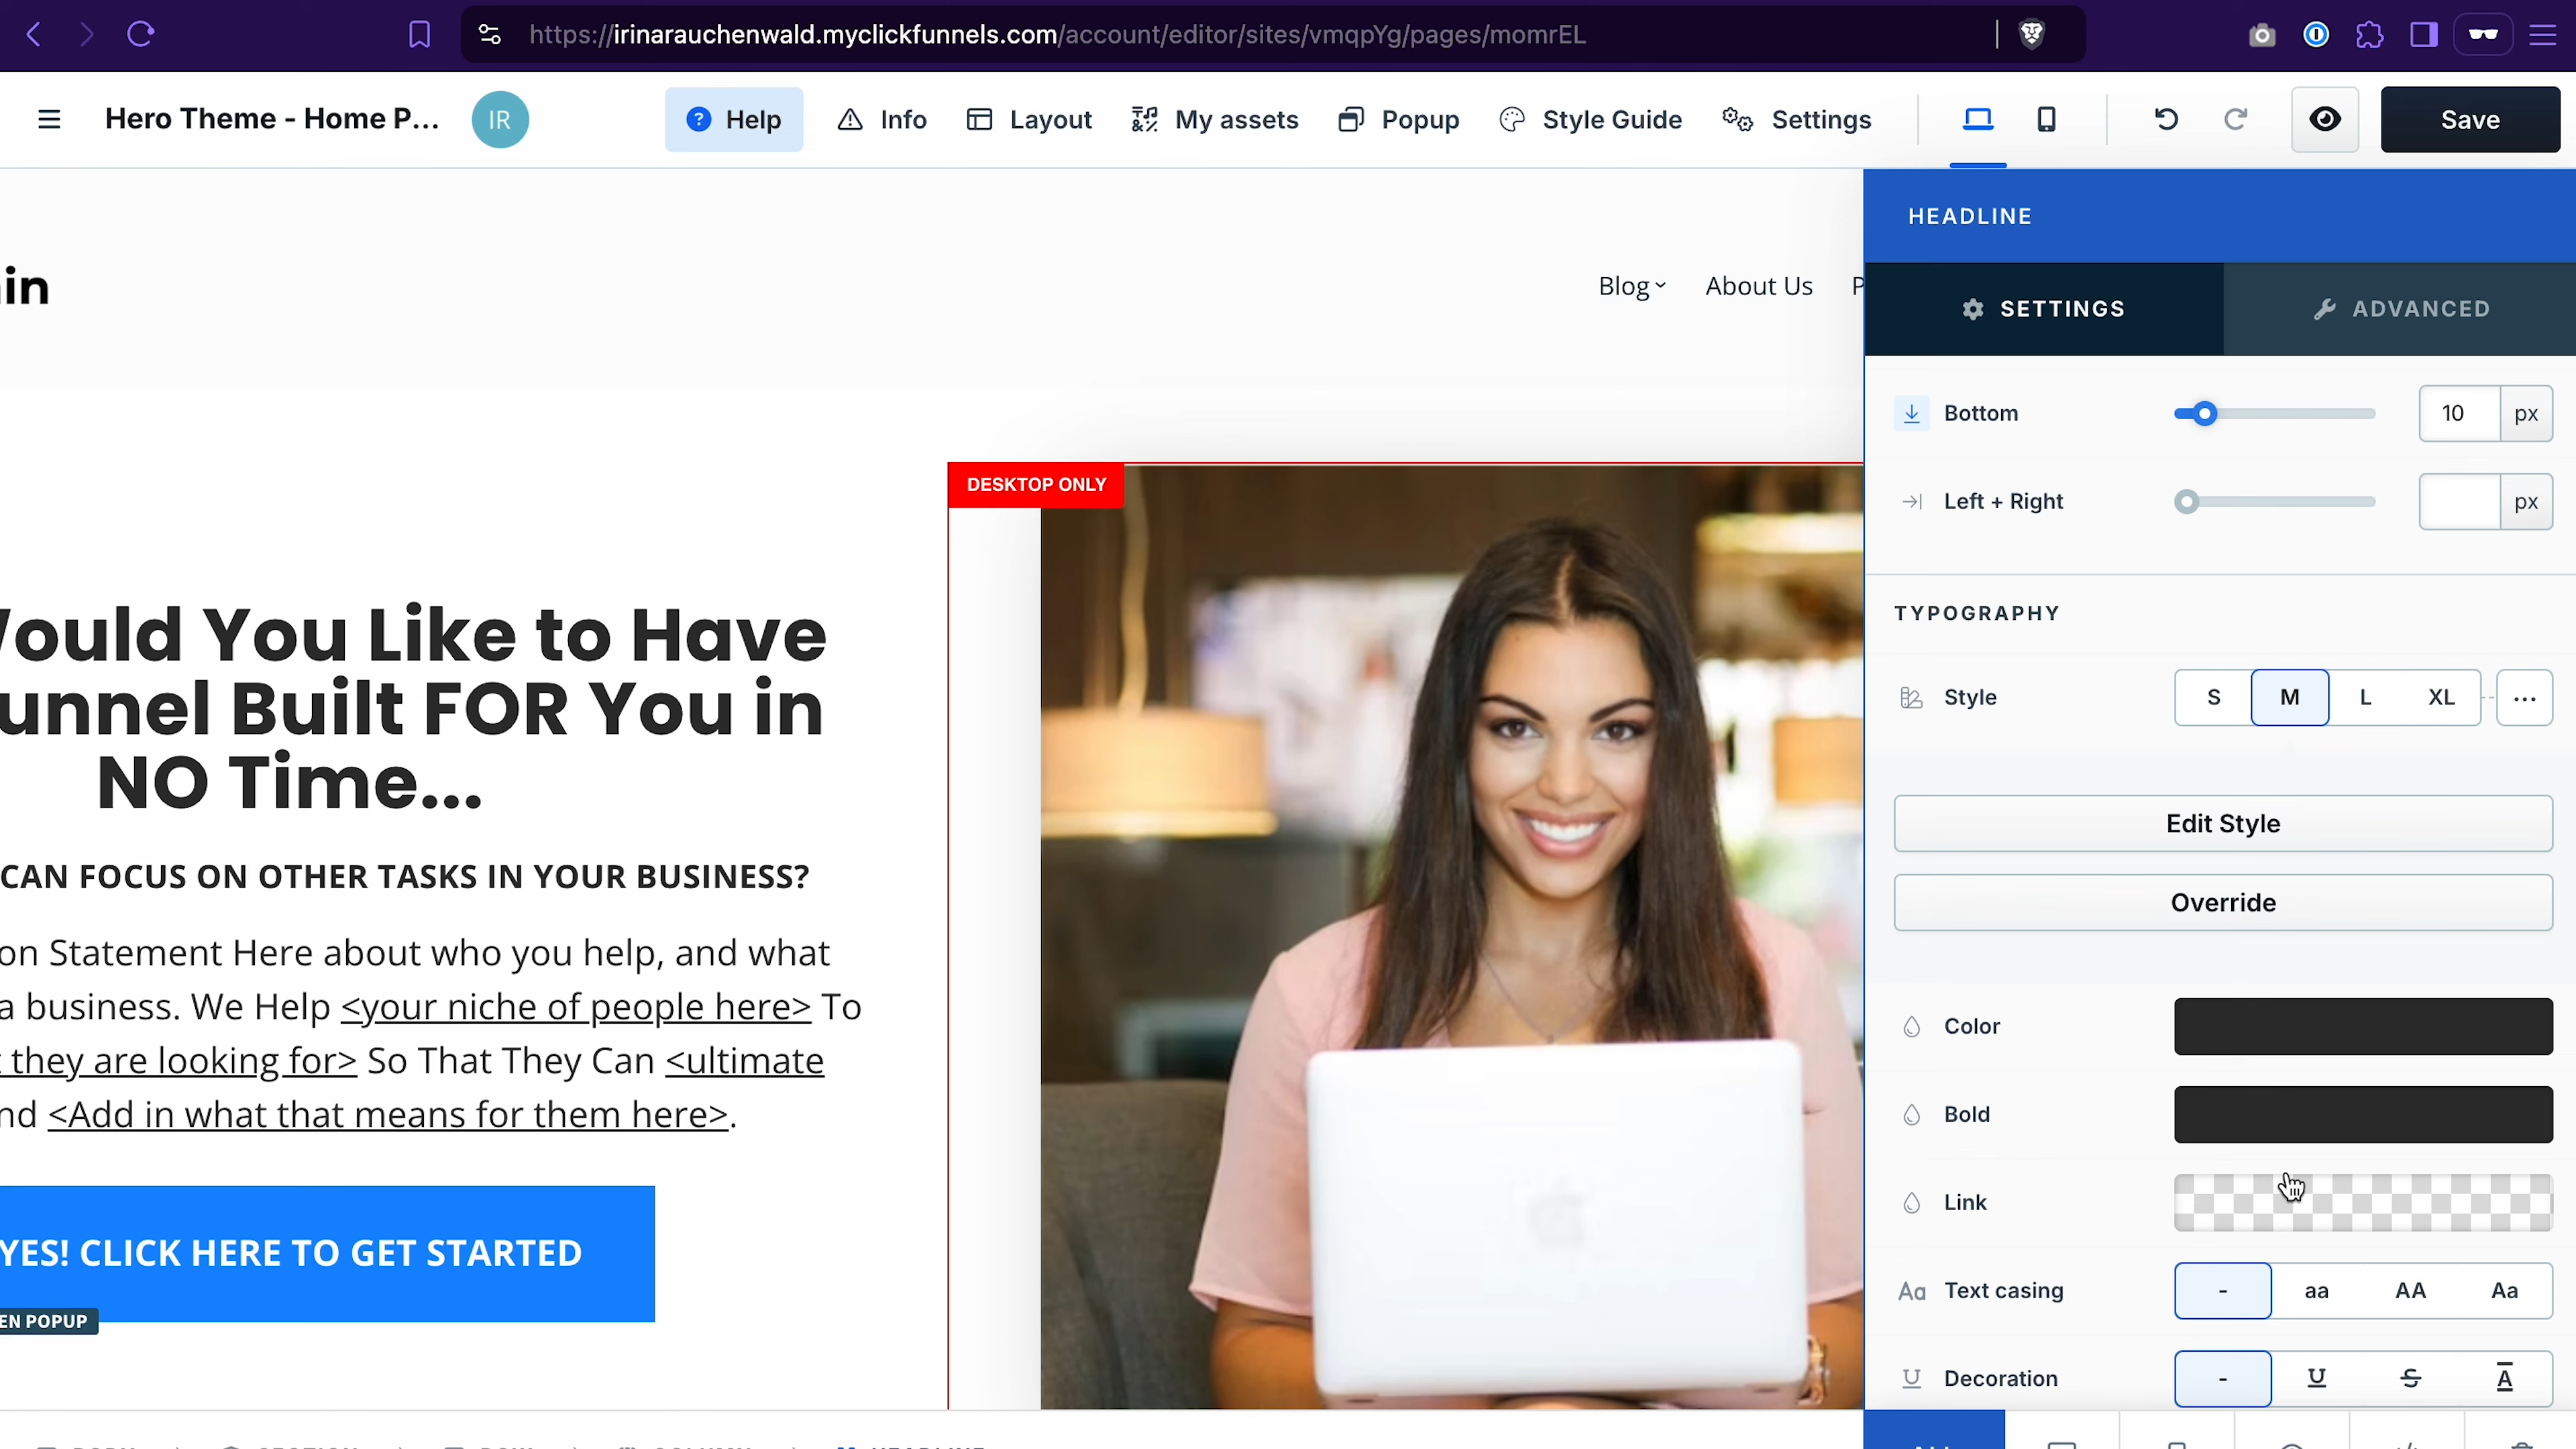 https://irinarauchenwald.myclickfunnels.com/account/editor/sites/vmqpYg/pages/momrEL
Hero Theme - Home P... IR Help Info Layout My assets Popup Style Guide Settings Save
HEADLINE
in Blog About Us P
SETTINGS ADVANCED
Bottom 10 px
DESKTOP ONLY
Left + Right px
TYPOGRAPHY
ould You Like to Have
unnel Built FOR You in
NO Time...
Style S M L XL ...
Edit Style
Override
CAN FOCUS ON OTHER TASKS IN YOUR BUSINESS?
on Statement Here about who you help, and what
a business. We Help <your niche of people here> To
they are looking for> So That They Can <ultimate
nd <Add in what that means for them here>.
Color
Bold
Link
YES! CLICK HERE TO GET STARTED
EN POPUP
Aa Text casing - aa AA Aa
U Decoration - U S A